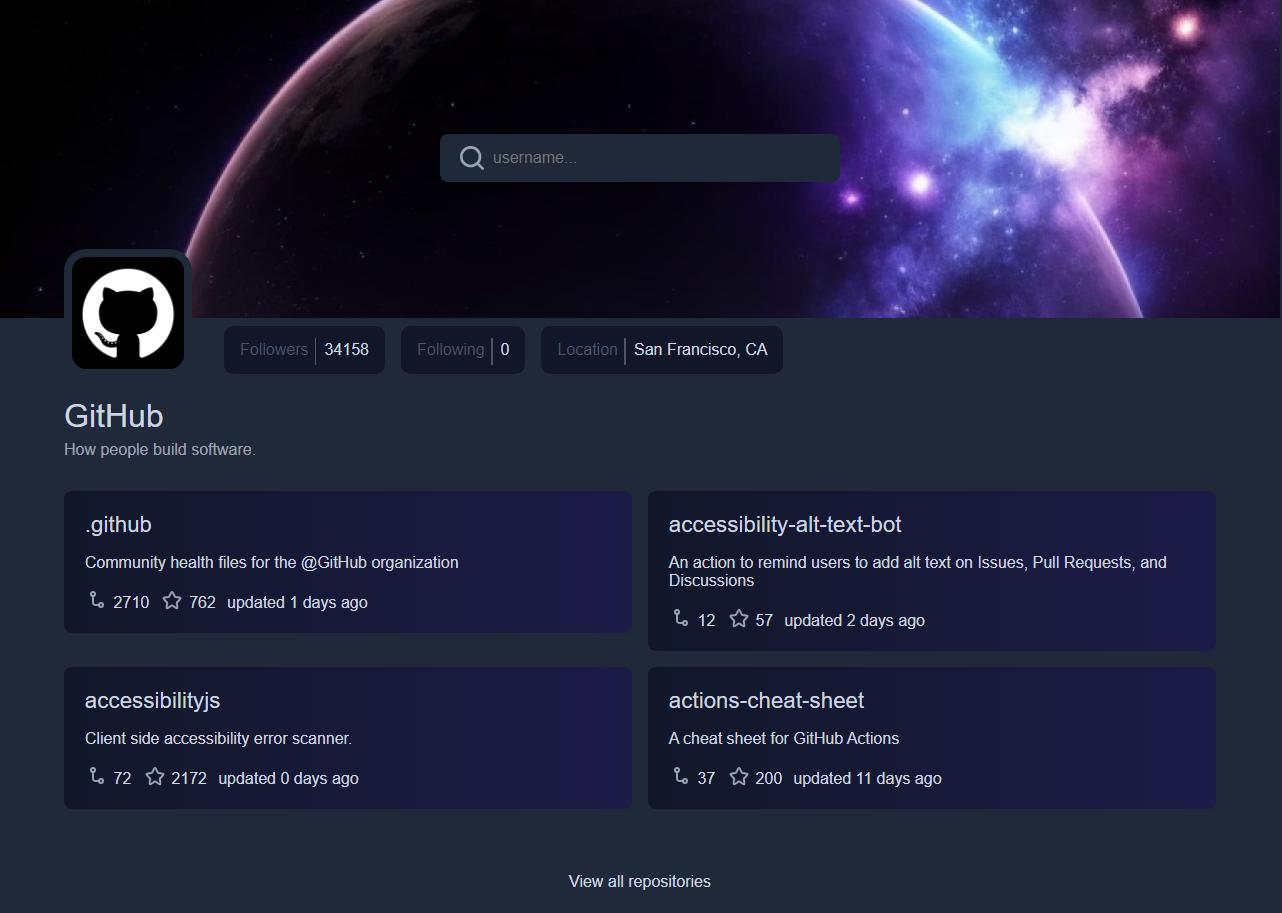 username...
Followers 34158 Following 0 Location San Francisco, CA
GitHub
How people build software.
.github
Community health files for the @GitHub organization
2710 762 updated 1 days ago
accessibility-alt-text-bot
An action to remind users to add alt text on Issues, Pull Requests, and
Discussions
12 57 updated 2 days ago
accessibilityjs
Client side accessibility error scanner.
72 2172 updated 0 days ago
actions-cheat-sheet
A cheat sheet for GitHub Actions
37 200 updated 11 days ago
View all repositories